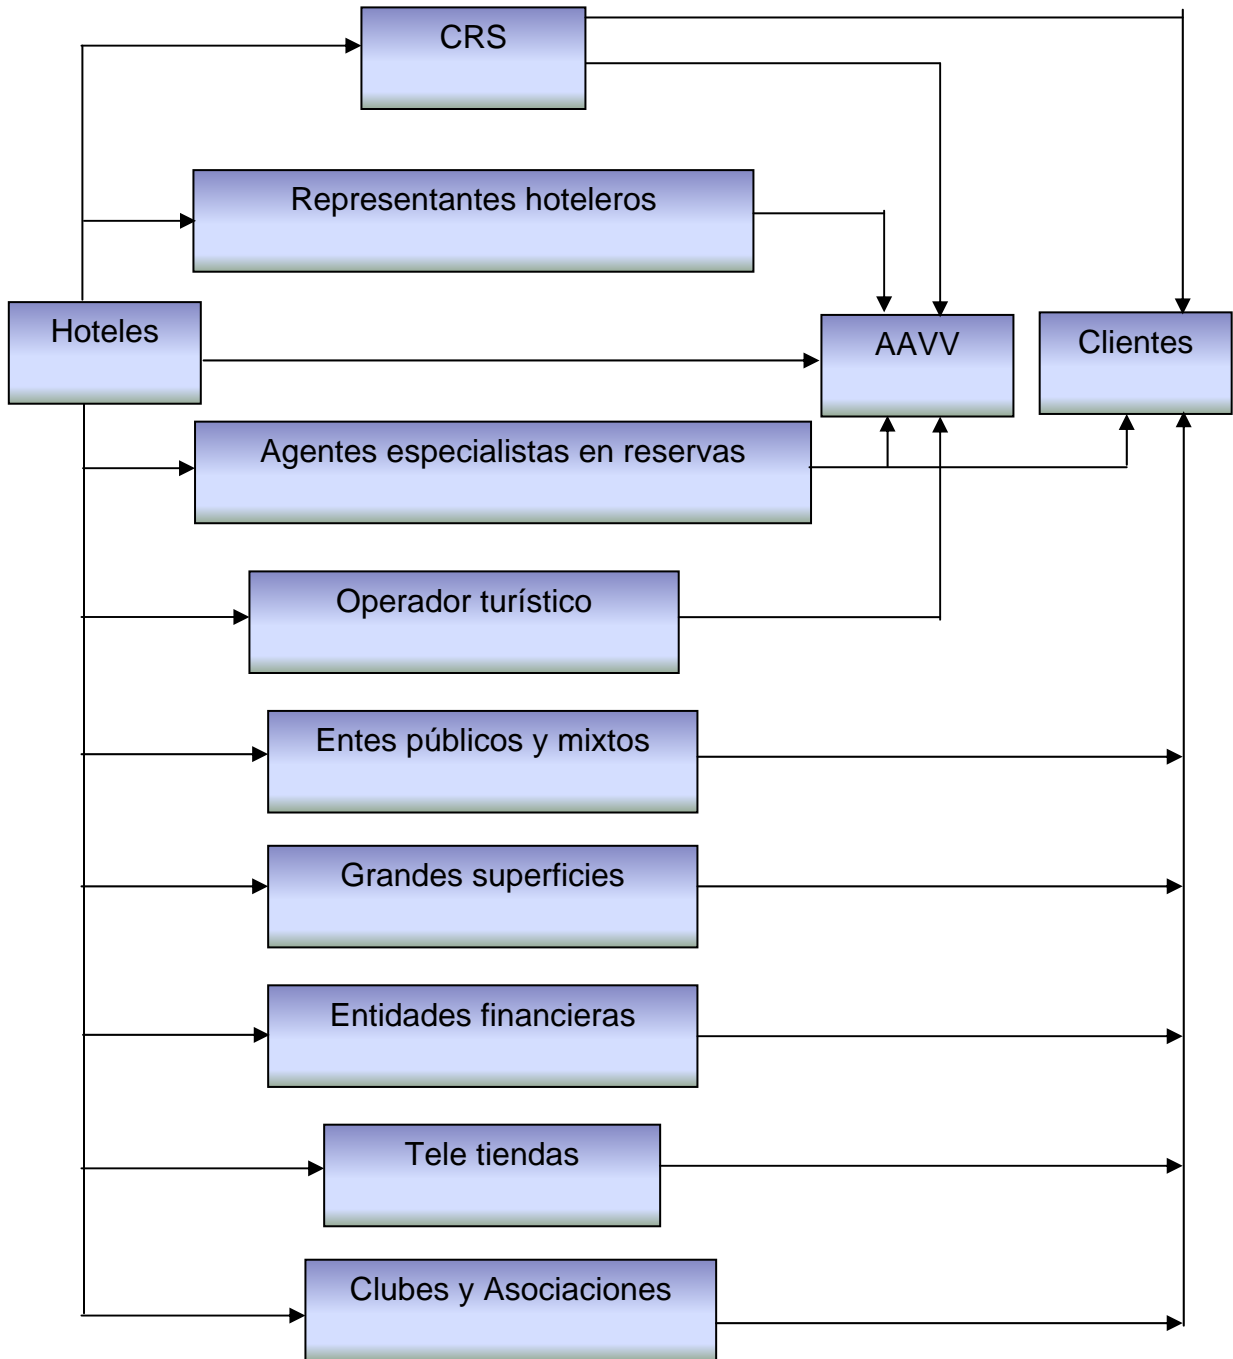 CRS
Representantes hoteleros
Hoteles
AAVV
Clientes
Agentes especialistas en reservas
Operador turístico
Entes públicos y mixtos
Grandes superficies
Entidades financieras
Tele tiendas
Clubes y Asociaciones